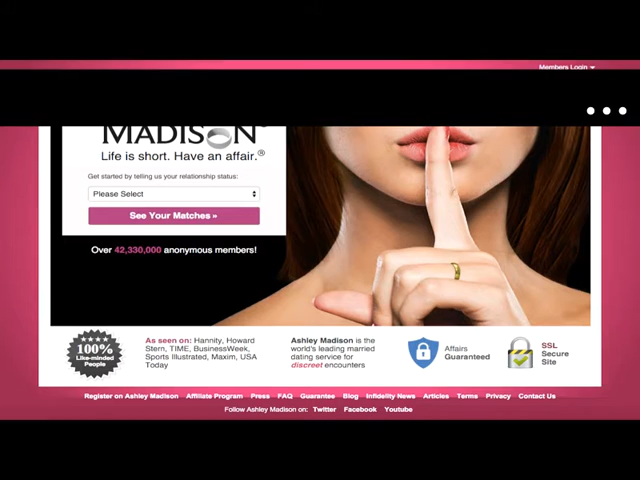 Members Login
MADISON
Life is short. Have an affair.®
Get started by telling us your relationship status:
Please Select
See Your Matches »
Over 42,330,000 anonymous members!
100%
Like-minded
People
As seen on: Hannity, Howard
Stern, TIME, BusinessWeek,
Sports Illustrated, Maxim, USA
Today
Ashley Madison is the
world's leading married
dating service for
discreet encounters
Affairs
Guaranteed
SSL
Secure
Site
Register on Ashley Madison Affiliate Program Press FAQ Guarantee Blog Infidelity News Articles Terms Privacy Contact Us
Follow Ashley Madison on: Twitter Facebook Youtube